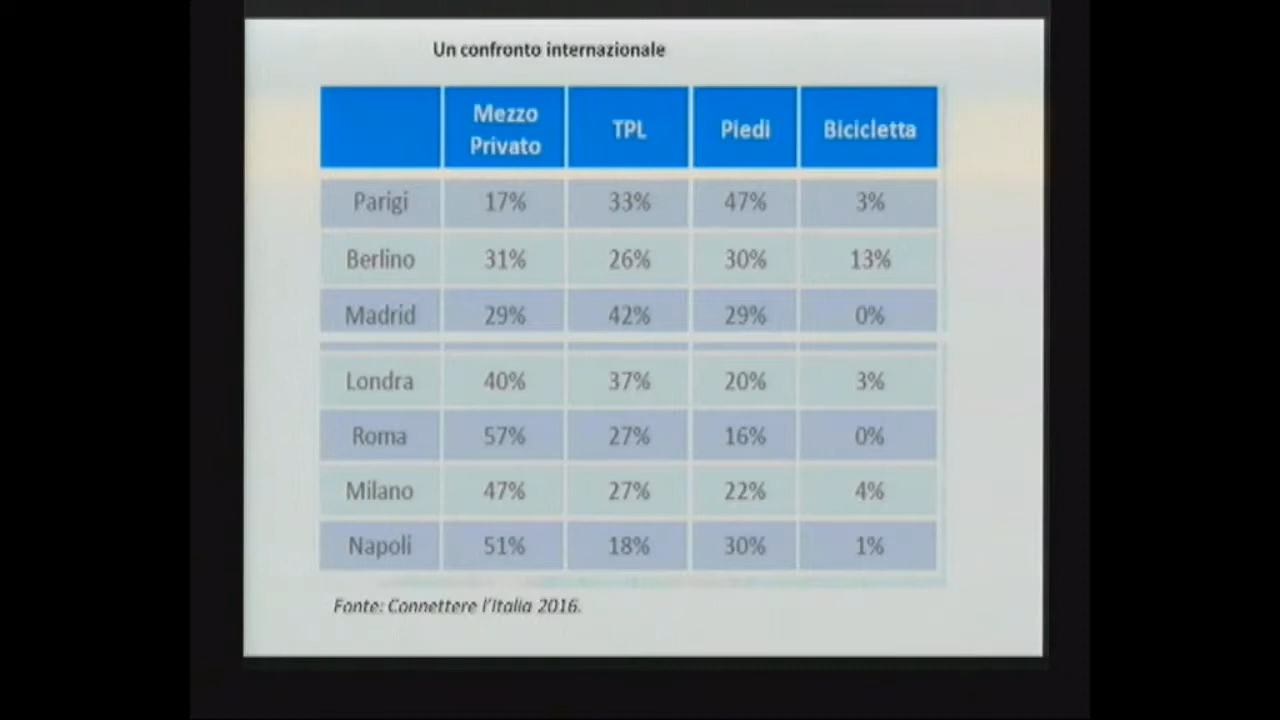 Un confronto internazionale
Mezzo Privato TPL Piedi Bicicletta
Parigi 17% 33% 47% 3%
Berlino 31% 26% 30% 13%
Madrid 29% 42% 29% 0%
Londra 40% 37% 20% 3%
Roma 57% 27% 16% 0%
Milano 47% 27% 22% 4%
Napoli 51% 18% 30% 1%
Fonte: Connettere l'Italia 2016.